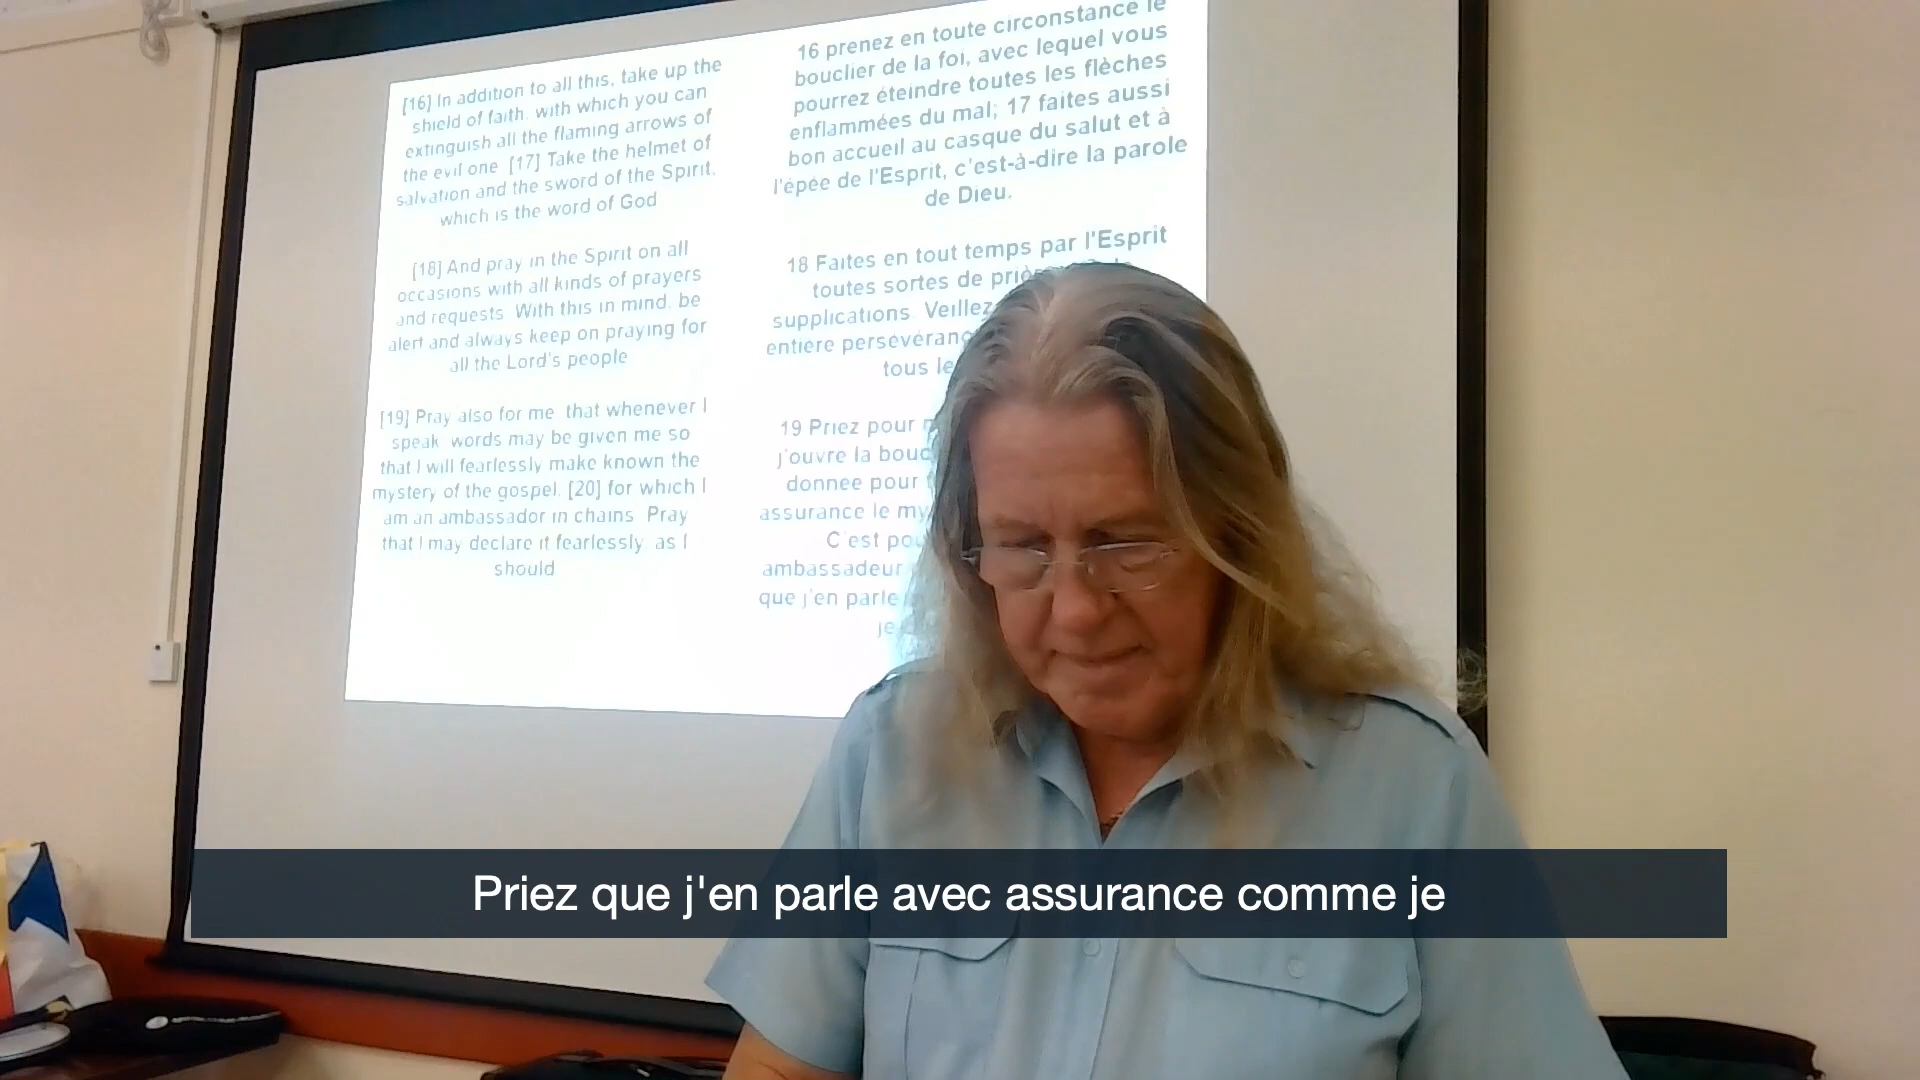 [16] In addition to all this, take up the
shield of faith, with which you can
extinguish all the flaming arrows of
the evil one [17] Take the helmet of
salvation and the sword of the Spirit,
which is the word of God
[18] And pray in the Spirit on all
occasions with all kinds of prayers
and requests With this in mind, be
alert and always keep on praying for
all the Lord's people
[19] Pray also for me that whenever I
speak words may be given me so
that I will fearlessly make known the
mystery of the gospel, [20] for which I
am an ambassador in chains Pray
that I may declare it fearlessly as I
should
16 prenez en toute circonstance le
bouclier de la foi, avec lequel vous
pourrez éteindre toutes les flèches
enflammées du mal; 17 faites aussi
bon accueil au casque du salut et à
l'épée de l'Esprit, c'est-à-dire la parole
de Dieu.
18 Faites en tout temps par l'Esprit
toutes sortes de
supplications Veillez
entière
tous
19 Priez pour
j'ouvre la
donnée pour
assurance le
C'est
ambassadeur
que j'en parle
je
Priez que j'en parle avec assurance comme je